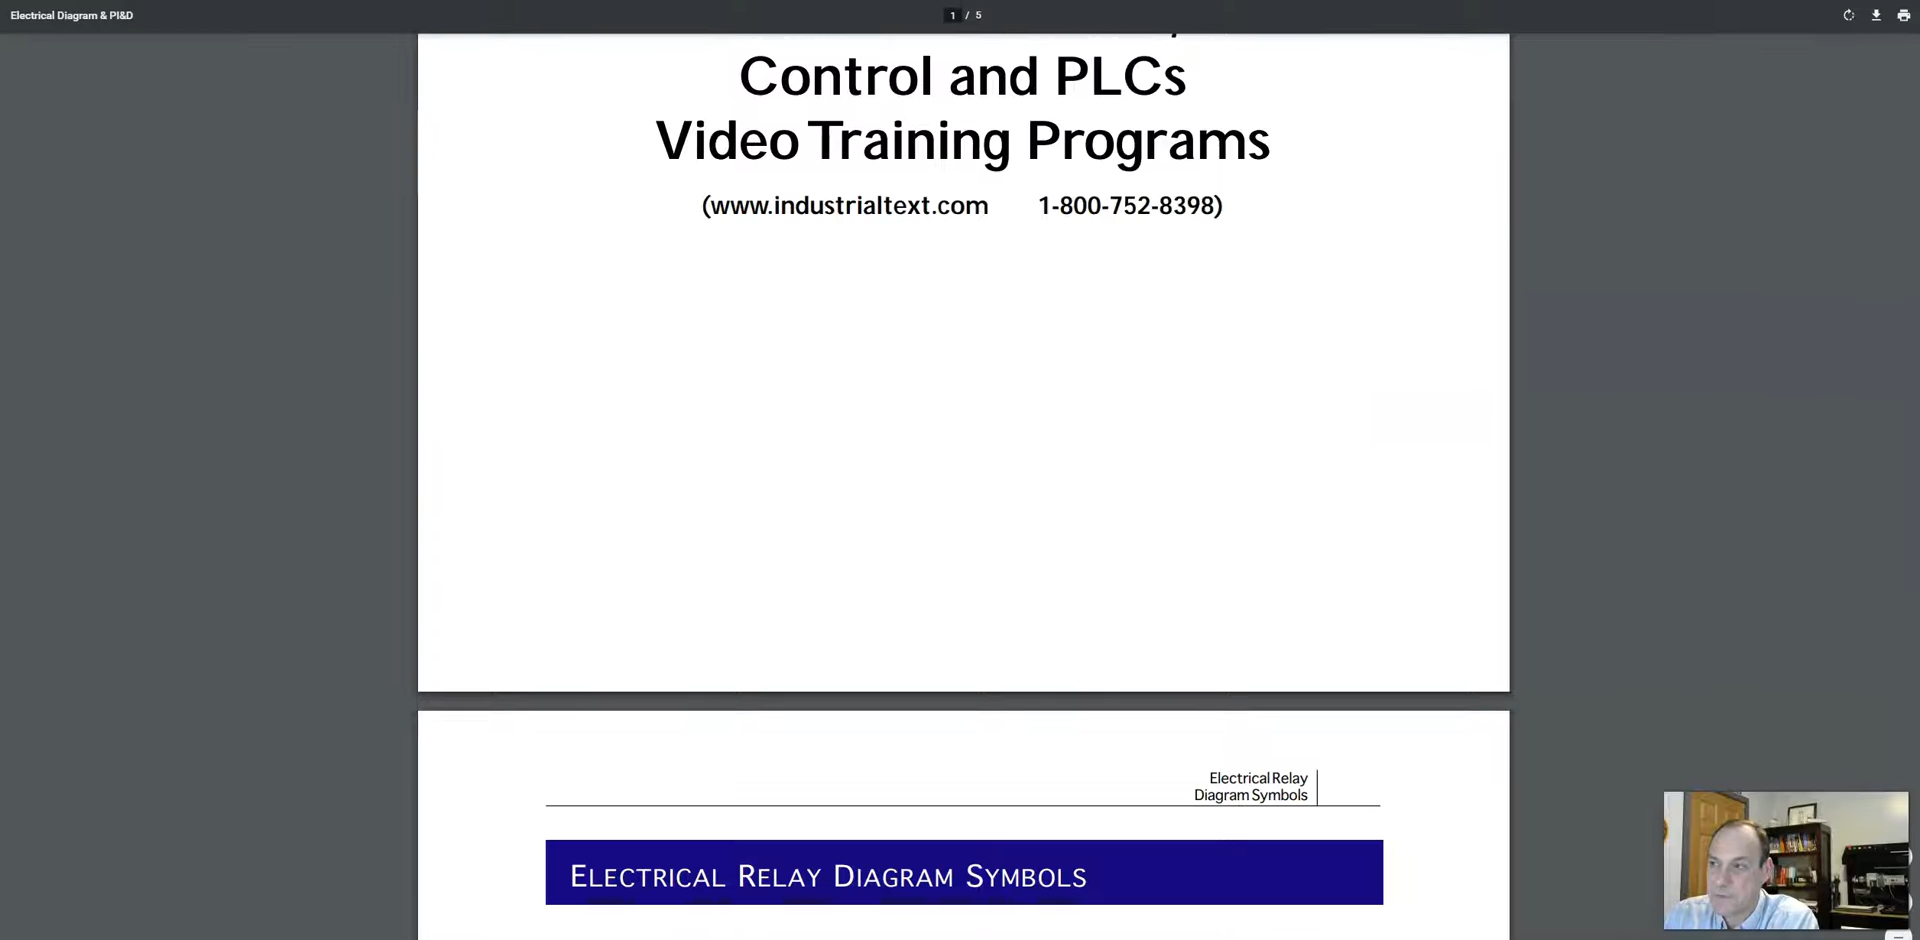 Electrical Diagram & PI&D
1 / 5
Control and PLCs
Video Training Programs
(www.industrialtext.com 1-800-752-8398)
Electrical Relay
Diagram Symbols
ELECTRICAL RELAY DIAGRAM SYMBOLS